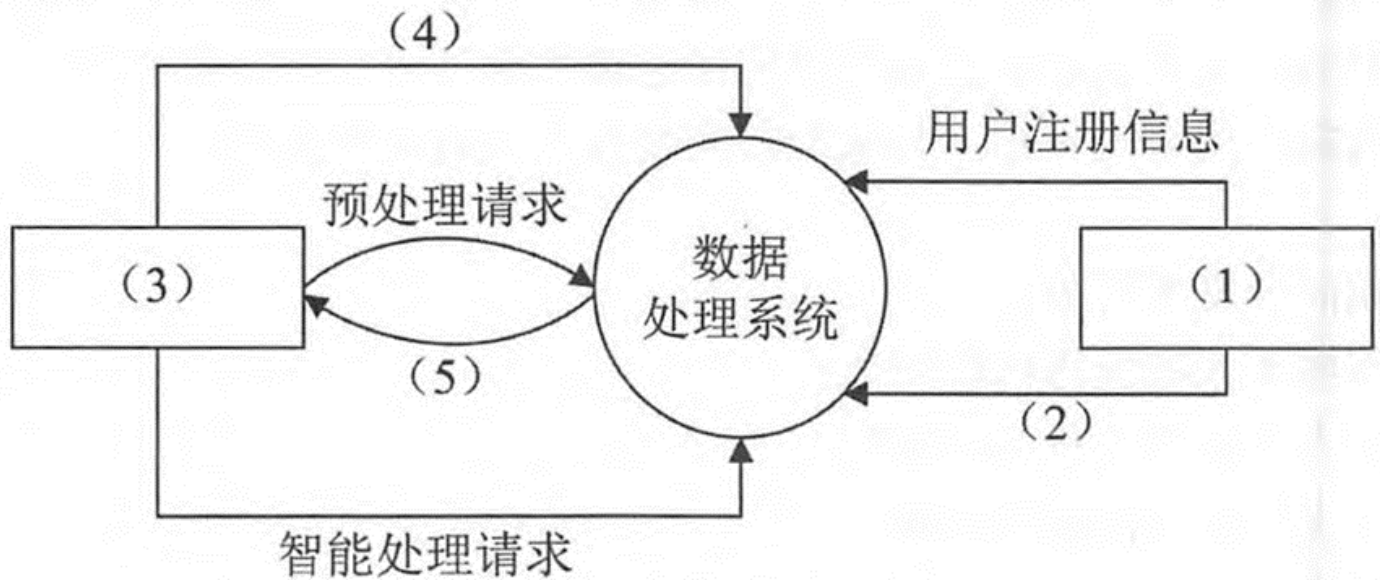 （4）
用户注册信息
预处理请求
（3）
数据
处理系统
（1）
（5）
（2）
智能处理请求